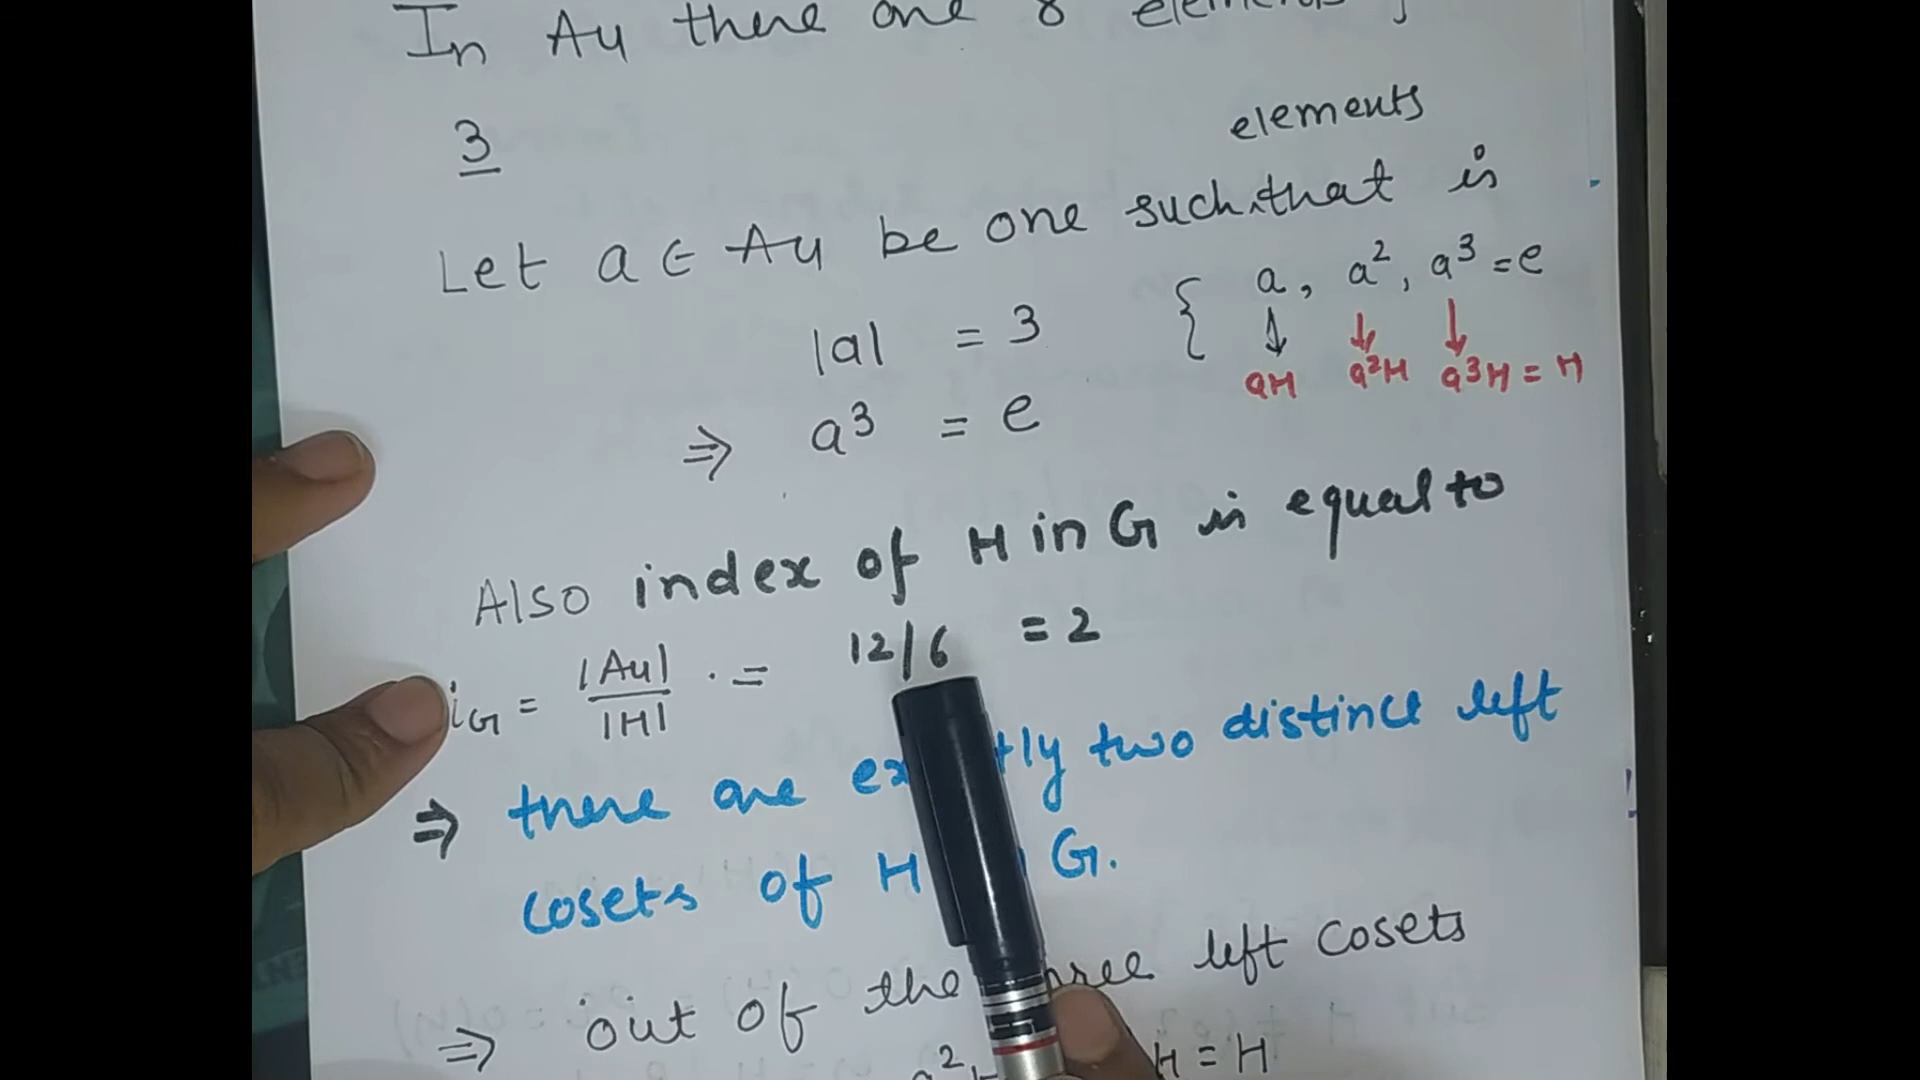 In A4 there are 8 elements
3
elements
Let a ∈ A4 be one such that is
|a| = 3 { a, a², a³ = e
aH a²H a³H = H
⇒ a³ = e
Also index of H in G is equal to
iG = |A4| / |H| = 12/6 = 2
⇒ there are two distinct left
cosets of H G.
⇒ out of the left cosets
H = H